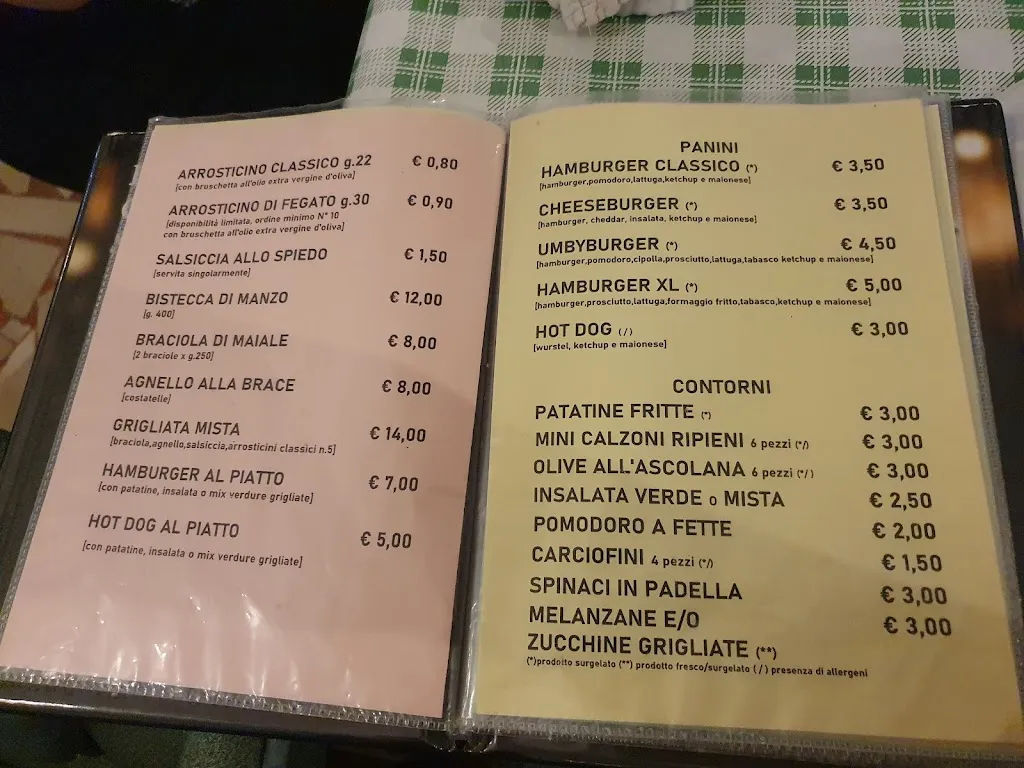 ARROSTICINO CLASSICO g.22 € 0,80
[con bruschetta all'olio extra vergine d'oliva]
ARROSTICINO DI FEGATO g.30 € 0,90
[disponibilità limitata, ordine minimo N° 10
con bruschetta all'olio extra vergine d'oliva]
SALSICCIA ALLO SPIEDO € 1,50
[servita singolarmente]
BISTECCA DI MANZO € 12,00
[g. 400]
BRACIOLA DI MAIALE € 8,00
[2 braciole x g.250]
AGNELLO ALLA BRACE € 8,00
[costatelle]
GRIGLIATA MISTA € 14,00
[braciola,agnello,salsiccia,arrosticini classici n.5]
HAMBURGER AL PIATTO € 7,00
[con patatine, insalata o mix verdure grigliate]
HOT DOG AL PIATTO € 5,00
[con patatine, insalata o mix verdure grigliate]
PANINI
HAMBURGER CLASSICO (*) € 3,50
[hamburger,pomodoro,lattuga,ketchup e maionese]
CHEESEBURGER (*) € 3,50
[hamburger, cheddar, insalata, ketchup e maionese]
UMBYBURGER (*) € 4,50
[hamburger,pomodoro,cipolla,prosciutto,lattuga,tabasco ketchup e maionese]
HAMBURGER XL (*) € 5,00
[hamburger,prosciutto,lattuga,formaggio fritto,tabasco,ketchup e maionese]
HOT DOG (/) € 3,00
[wurstel, ketchup e maionese]
CONTORNI
PATATINE FRITTE (*) € 3,00
MINI CALZONI RIPIENI 6 pezzi (*/) € 3,00
OLIVE ALL'ASCOLANA 6 pezzi (*/) € 3,00
INSALATA VERDE o MISTA € 2,50
POMODORO A FETTE € 2,00
CARCIOFINI 4 pezzi (*/) € 1,50
SPINACI IN PADELLA € 3,00
MELANZANE E/O € 3,00
ZUCCHINE GRIGLIATE (**)
(*)prodoito surgelato (**) prodotto fresco/surgelato (/) presenza di allergeni